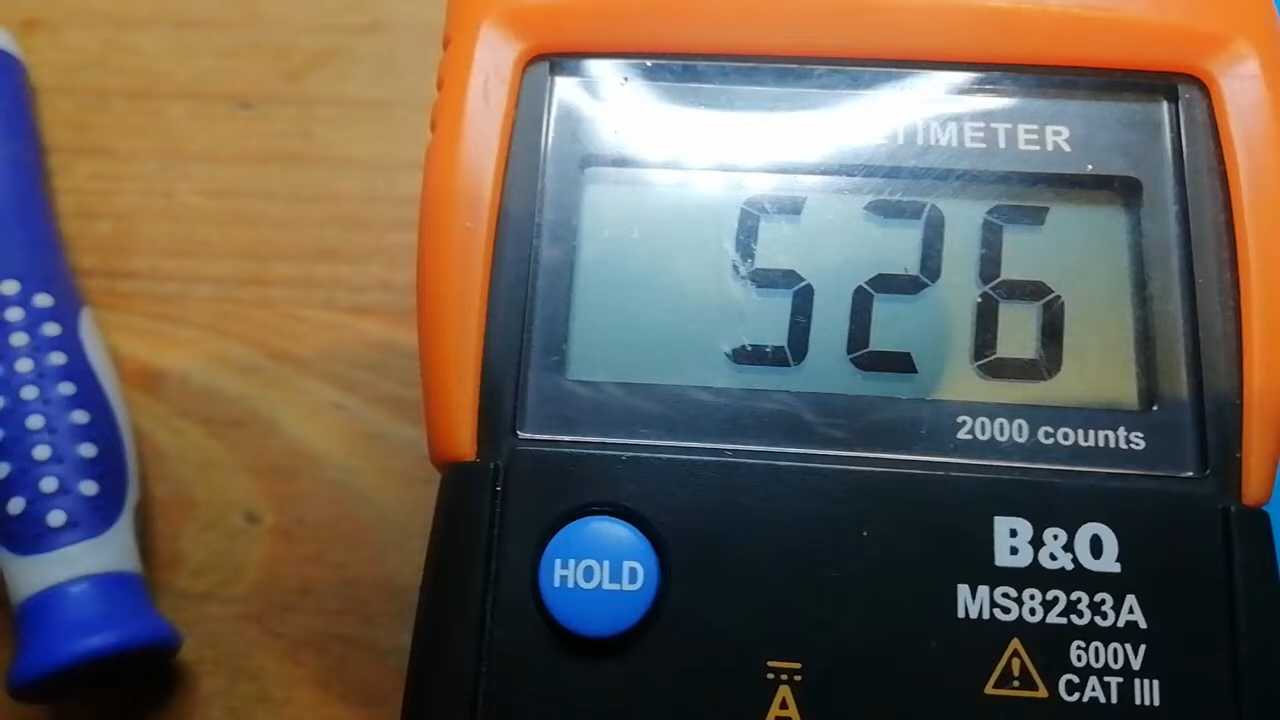 TIMETER
526
2000 counts
HOLD
B&Q
MS8233A
600V
CAT III
A